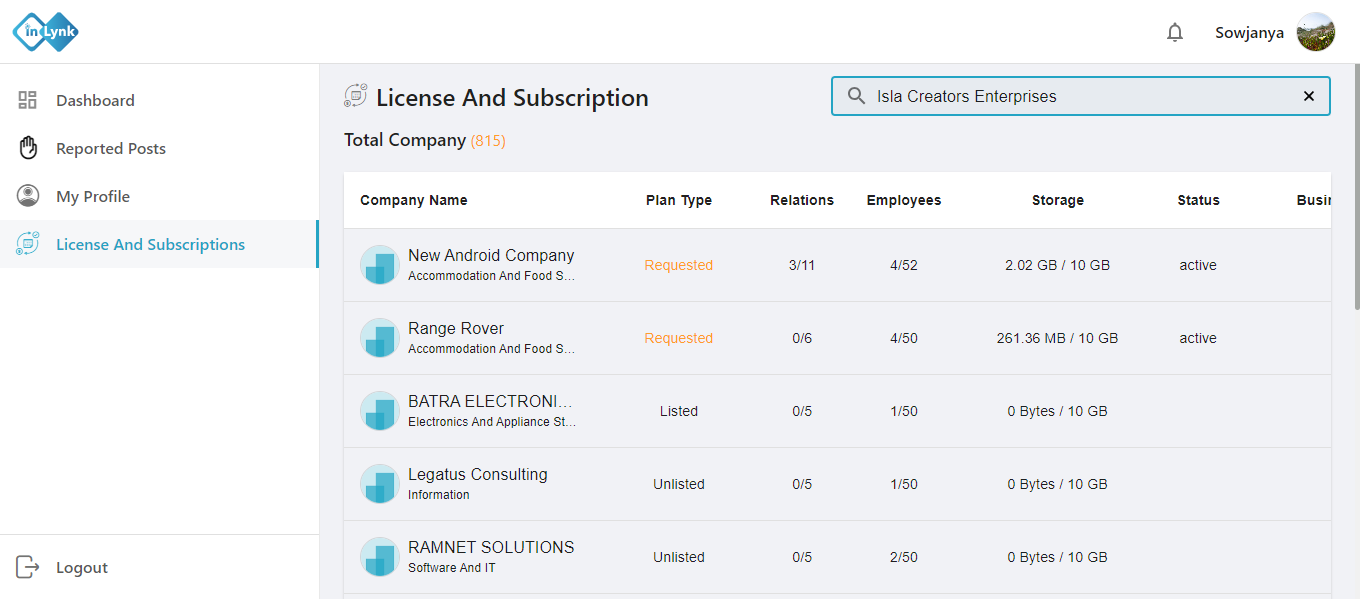 in Lynk
Sowjanya
Dashboard
Reported Posts
My Profile
License And Subscriptions
Logout
License And Subscription
Isla Creators Enterprises
Total Company (815)
Company Name Plan Type Relations Employees Storage Status Busin
New Android Company
Accommodation And Food S...
Requested 3/11 4/52 2.02 GB / 10 GB active
Range Rover
Accommodation And Food S...
Requested 0/6 4/50 261.36 MB / 10 GB active
BATRA ELECTRONI...
Electronics And Appliance St...
Listed 0/5 1/50 0 Bytes / 10 GB
Legatus Consulting
Information
Unlisted 0/5 1/50 0 Bytes / 10 GB
RAMNET SOLUTIONS
Software And IT
Unlisted 0/5 2/50 0 Bytes / 10 GB